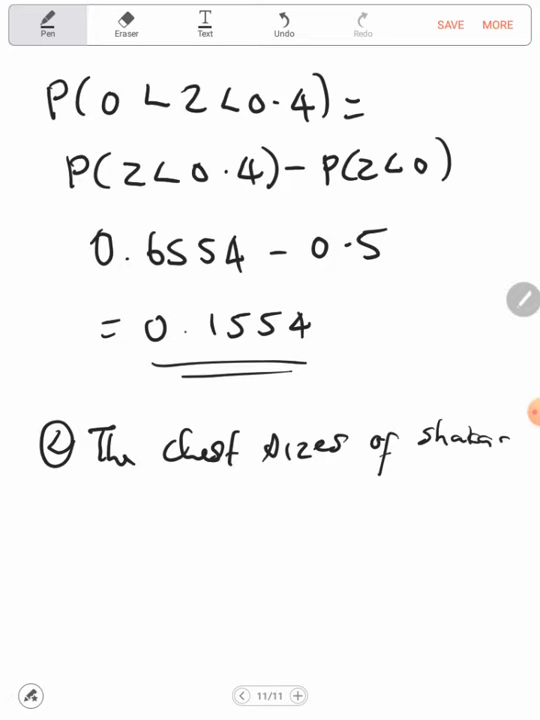 Pen
Eraser
Text
Undo
Redo
SAVE
MORE
P(0 < Z < 0.4) =
P(Z < 0.4) - P(Z < 0)
0.6554 - 0.5
= 0.1554
② The chest sizes of
11/11